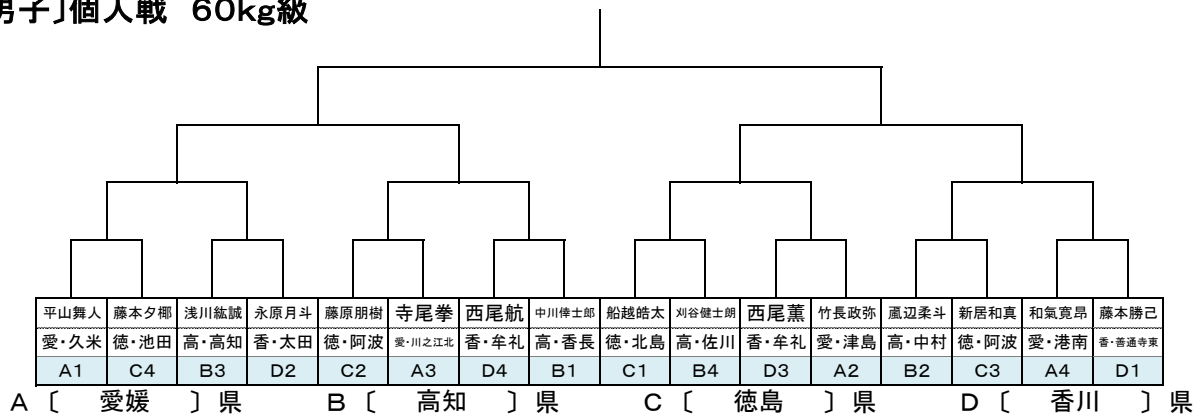 男子」個人戦 60kg級
平山舞人 藤本夕椰 浅川紘誠 永原月斗 藤原朋樹 寺尾拳 西尾航 中川倖士郎 船越皓太 刈谷健士朗 西尾薫 竹長政弥 風辺柔斗 新居和真 和氣寛昂 藤本勝己
愛・久米 徳・池田 高・高知 香・太田 徳・阿波 愛・川之江北 香・牟礼 高・香長 徳・北島 高・佐川 香・牟礼 愛・津島 高・中村 徳・阿波 愛・港南 香・善通寺東
A1 C4 B3 D2 C2 A3 D4 B1 C1 B4 D3 A2 B2 C3 A4 D1
A 〔 愛媛 〕県 B 〔 高知 〕県 C 〔 徳島 〕県 D 〔 香川 〕県